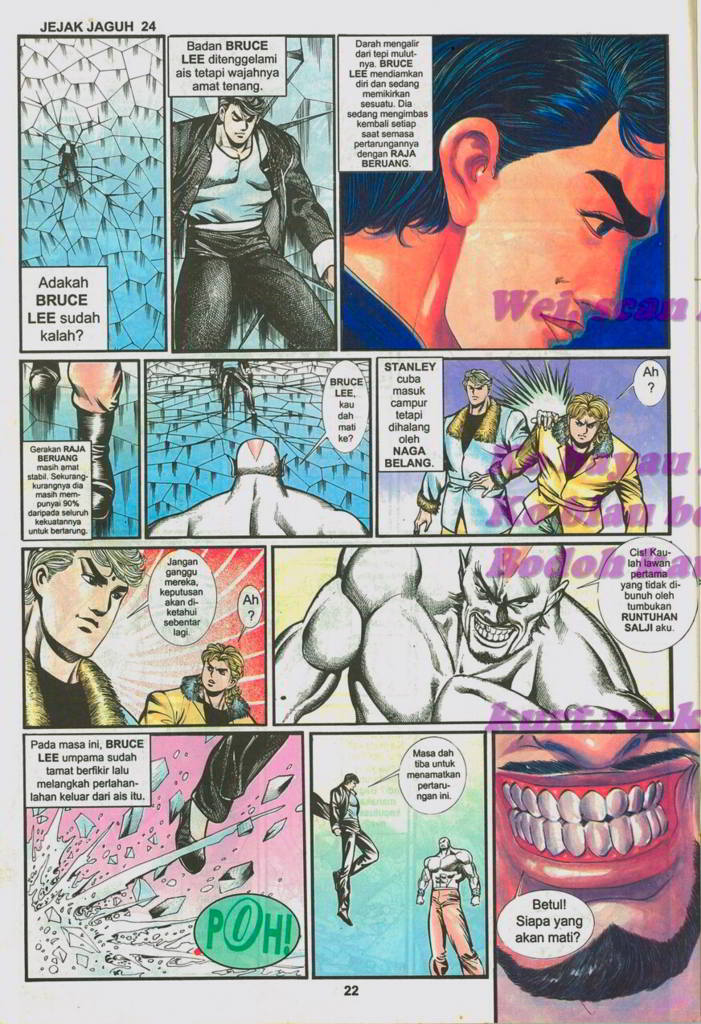 JEJAK JAGUH 24
Adakah
BRUCE
LEE sudah
kalah?
Badan BRUCE
LEE ditenggelami
ais tetapi wajahnya
amat tenang.
Darah mengalir
dari tepi mulut-
nya. BRUCE
LEE mendiamkan
diri dan sedang
memikirkan
sesuatu. Dia
sedang mengimbas
kembali setiap
saat semasa
pertarungannya
dengan RAJA
BERUANG.
Wei, scan
Gerakan RAJA
BERUANG
masih amat
stabil. Sekurang-
kurangnya dia
masih mem-
punyai 90%
daripada seluruh
kekuatannya
untuk bertarung.
BRUCE
LEE,
kau
dah
mati
ke?
STANLEY
cuba
masuk
campur
tetapi
dihalang
oleh
NAGA
BELANG.
Ah
?
Jangan
ganggu
mereka,
keputusan
akan di-
ketahui
sebentar
lagi.
Ah
?
Cis! Kau-
lah lawan
pertama
yang tidak di-
bunuh oleh
tumbukan
RUNTUHAN
SALJI aku.
Bodoh
Pada masa ini, BRUCE
LEE umpama sudah
tamat berfikir lalu
melangkah perlahan-
lahan keluar dari ais itu.
POH!
Masa dah
tiba untuk
menamatkan
pertaru-
ngan ini.
Betul!
Siapa yang
akan mati?
22